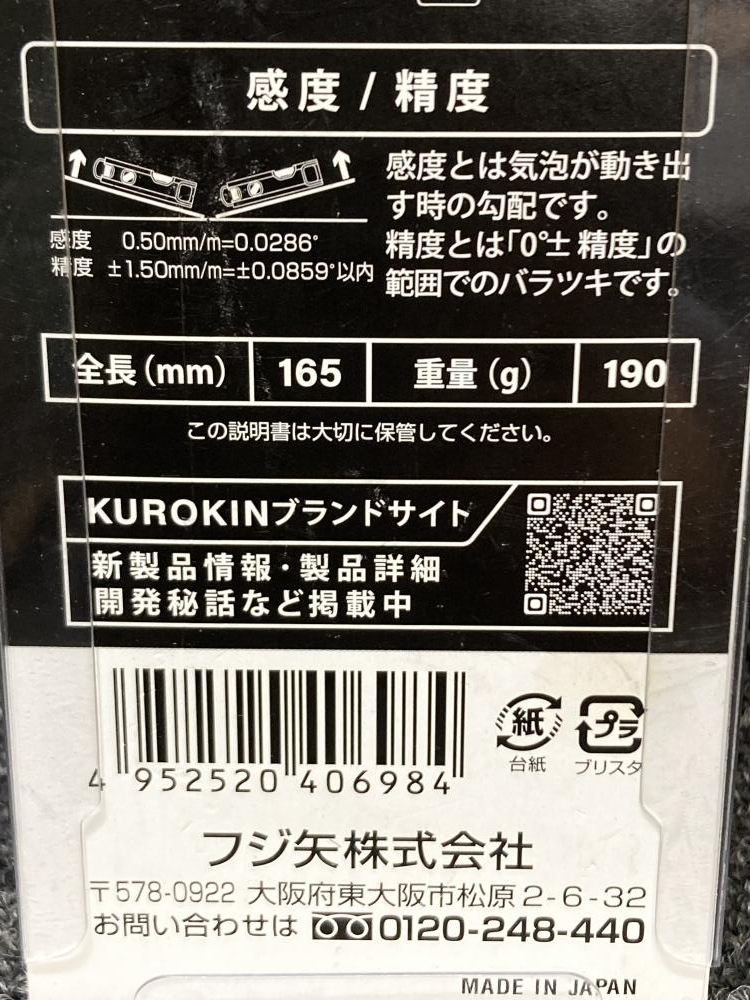 感度 / 精度
感度とは気泡が動き出
す時の勾配です。
精度とは「0°± 精度」の
範囲でのバラツキです。
感度 0.50mm/m=0.0286°
精度 ±1.50mm/m=±0.0859°以内
全長(mm) 165 重量(g) 190
この説明書は大切に保管してください。
KUROKINブランドサイト
新製品情報・製品詳細
開発秘話など掲載中
4 952520 406984
紙
台紙
プラ
ブリスタ
フジ矢株式会社
〒578-0922 大阪府東大阪市松原2-6-32
お問い合わせは 0120-248-440
MADE IN JAPAN